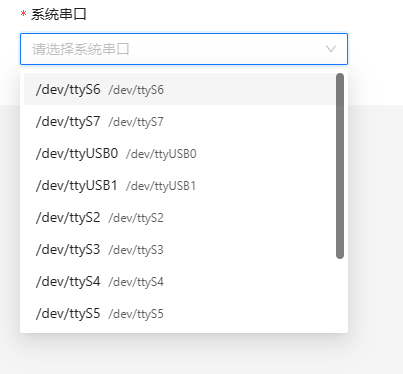 * 系统串口
请选择系统串口
/dev/ttyS6 /dev/ttyS6
/dev/ttyS7 /dev/ttyS7
/dev/ttyUSB0 /dev/ttyUSB0
/dev/ttyUSB1 /dev/ttyUSB1
/dev/ttyS2 /dev/ttyS2
/dev/ttyS3 /dev/ttyS3
/dev/ttyS4 /dev/ttyS4
/dev/ttyS5 /dev/ttyS5